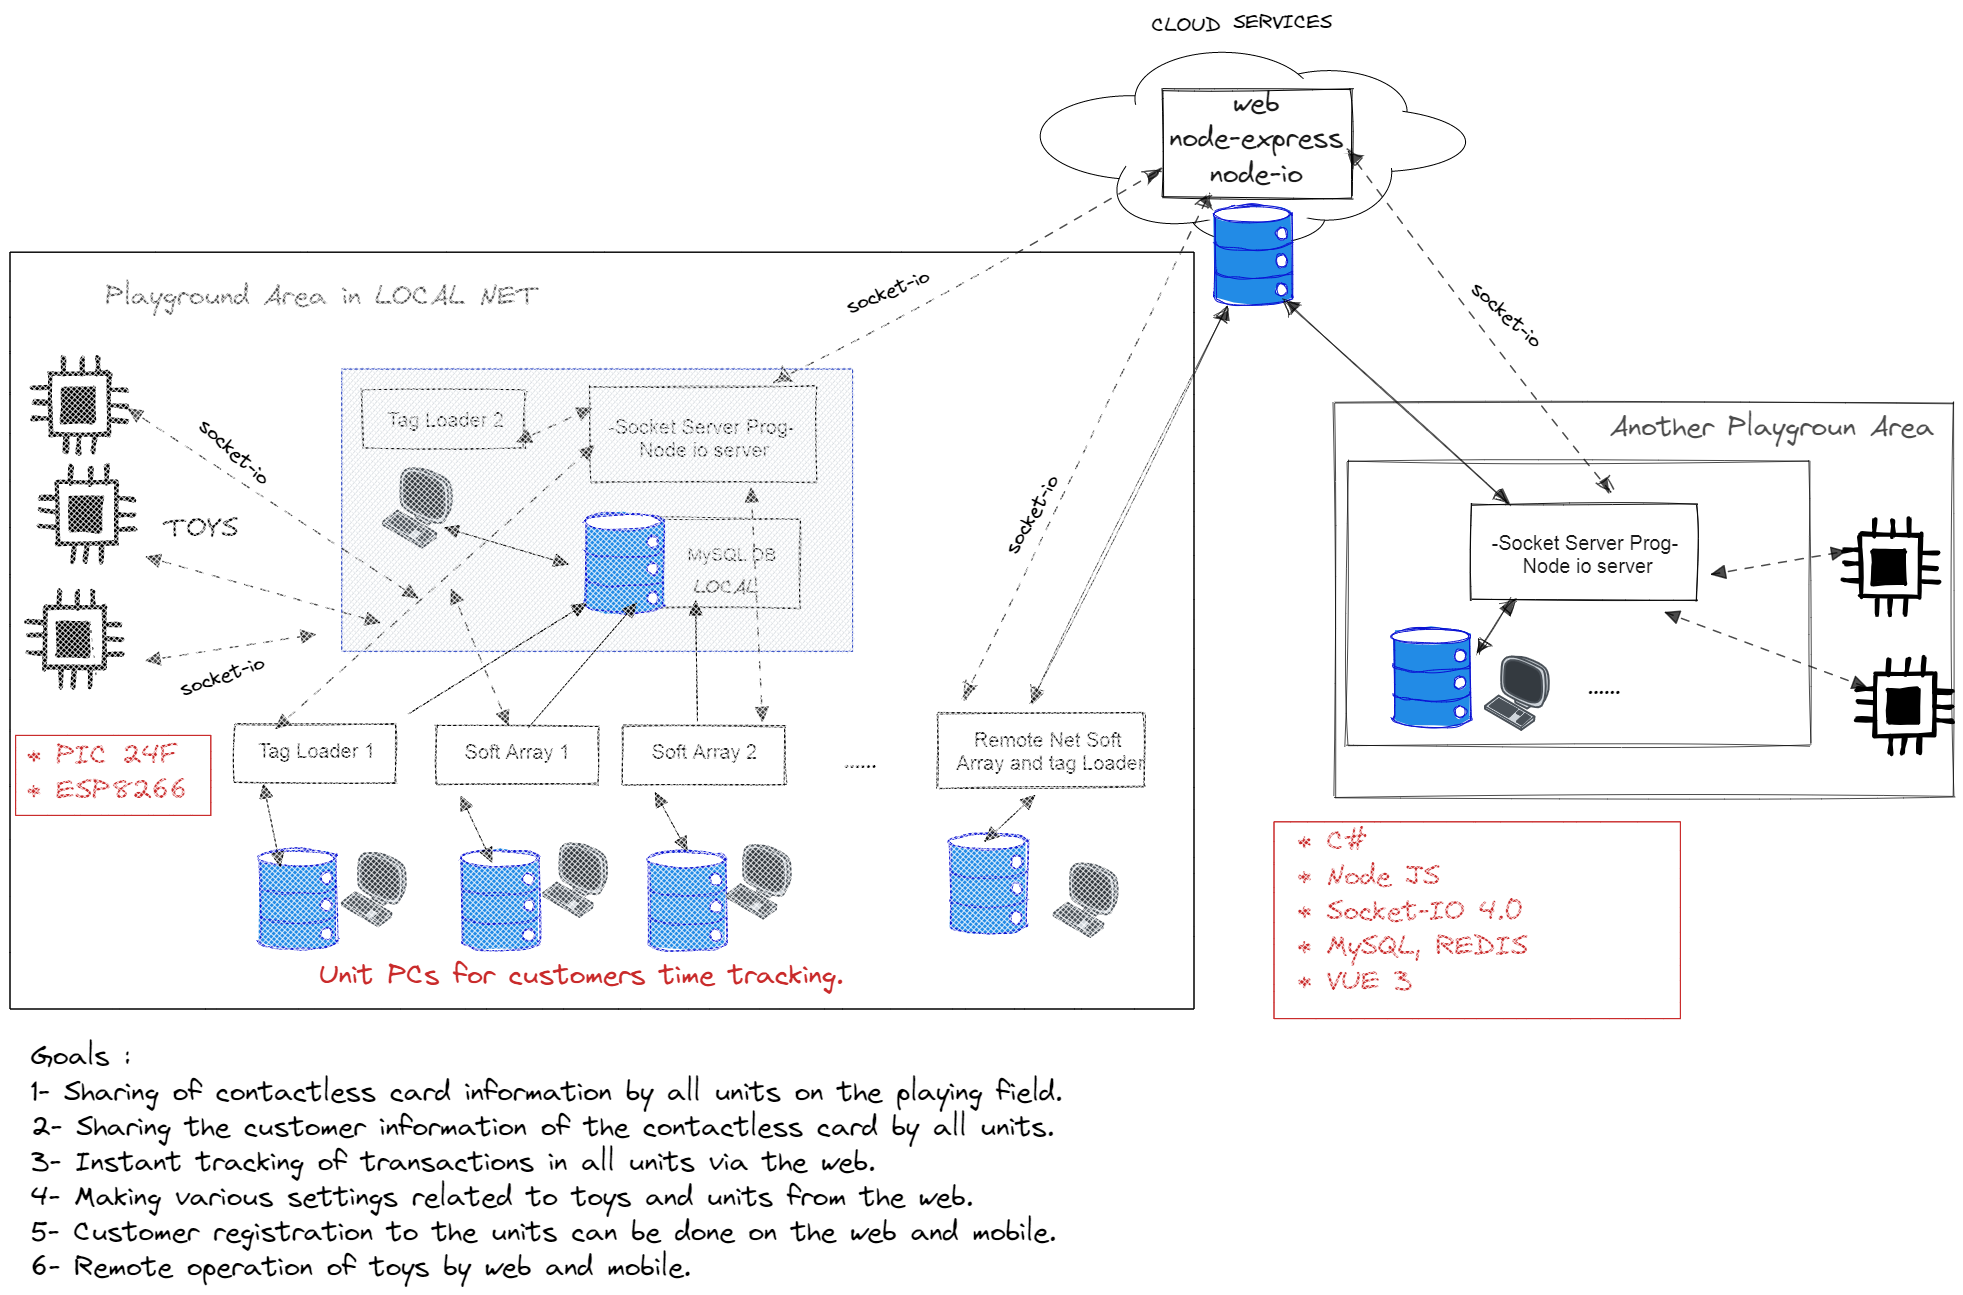 CLOUD SERVICES
web
node-express
node-io
Playground Area in LOCAL NET
socket-io
socket-io
Another Playgroun Area
Tag Loader 2
-Socket Server Prog-
Node io server
socket-io
TOYS
MySQL DB
LOCAL
socket-io
-Socket Server Prog-
Node io server
socket-io
......
Tag Loader 1
Soft Array 1
Soft Array 2
......
Remote Net Soft
Array and tag Loader
* PIC 24F
* ESP8266
* C#
* Node JS
* Socket-IO 4.0
* MySQL, REDIS
* VUE 3
Unit PCs for customers time tracking.
Goals :
1- Sharing of contactless card information by all units on the playing field.
2- Sharing the customer information of the contactless card by all units.
3- Instant tracking of transactions in all units via the web.
4- Making various settings related to toys and units from the web.
5- Customer registration to the units can be done on the web and mobile.
6- Remote operation of toys by web and mobile.